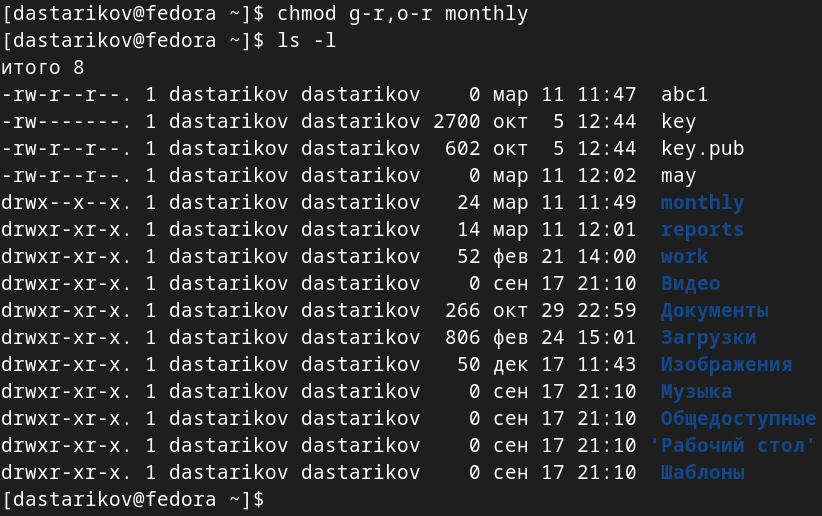 [dastarikov@fedora ~]$ chmod g-r,o-r monthly
[dastarikov@fedora ~]$ ls -l
итого 8
-rw-r--r--. 1 dastarikov dastarikov    0 мар 11 11:47  abc1
-rw-------. 1 dastarikov dastarikov 2700 окт  5 12:44  key
-rw-r--r--. 1 dastarikov dastarikov  602 окт  5 12:44  key.pub
-rw-r--r--. 1 dastarikov dastarikov    0 мар 11 12:02  may
drwx--x--x. 1 dastarikov dastarikov   24 мар 11 11:49  monthly
drwxr-xr-x. 1 dastarikov dastarikov   14 мар 11 12:01  reports
drwxr-xr-x. 1 dastarikov dastarikov   52 фев 21 14:00  work
drwxr-xr-x. 1 dastarikov dastarikov    0 сен 17 21:10  Видео
drwxr-xr-x. 1 dastarikov dastarikov  266 окт 29 22:59  Документы
drwxr-xr-x. 1 dastarikov dastarikov  806 фев 24 15:01  Загрузки
drwxr-xr-x. 1 dastarikov dastarikov   50 дек 17 11:43  Изображения
drwxr-xr-x. 1 dastarikov dastarikov    0 сен 17 21:10  Музыка
drwxr-xr-x. 1 dastarikov dastarikov    0 сен 17 21:10  Общедоступные
drwxr-xr-x. 1 dastarikov dastarikov    0 сен 17 21:10 'Рабочий стол'
drwxr-xr-x. 1 dastarikov dastarikov    0 сен 17 21:10  Шаблоны
[dastarikov@fedora ~]$